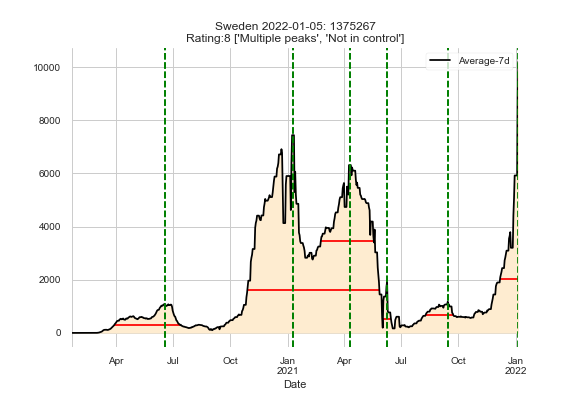 Sweden 2022-01-05: 1375267
Rating:8 ['Multiple peaks', 'Not in control']
Average-7d
10000
8000
6000
4000
2000
0
Apr
Jul
Oct
Jan
2021
Apr
Jul
Oct
Jan
2022
Date